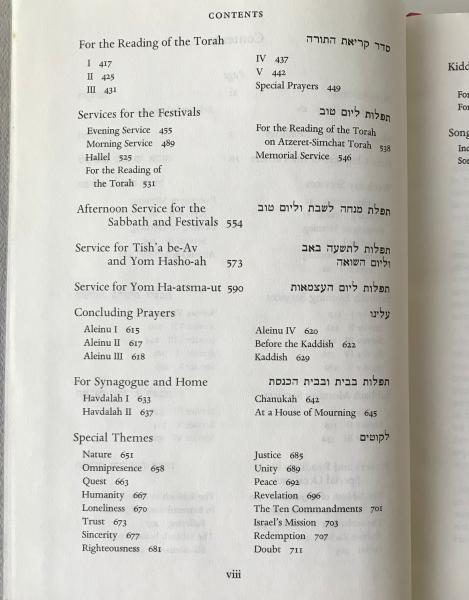 CONTENTS
For the Reading of the Torah סדר קריאת התורה
I 417 IV 437
II 425 V 442
III 431 Special Prayers 449
Services for the Festivals תפלות ליום טוב
Evening Service 455 For the Reading of the Torah
Morning Service 489 on Atzeret-Simchat Torah 538
Hallel 525 Memorial Service 546
For the Reading of
the Torah 531
Afternoon Service for the תפלת מנחה לשבת וליום טוב
Sabbath and Festivals 554
Service for Tish'a be-Av תפלות לתשעה באב
and Yom Hasho-ah 573 וליום השואה
Service for Yom Ha-atsma-ut 590 תפלות ליום העצמאות
Concluding Prayers עלינו
Aleinu I 615 Aleinu IV 620
Aleinu II 617 Before the Kaddish 622
Aleinu III 618 Kaddish 629
For Synagogue and Home תפלות בבית ובבית הכנסת
Havdalah I 633 Chanukah 642
Havdalah II 637 At a House of Mourning 645
Special Themes לקוטים
Nature 651 Justice 685
Omnipresence 658 Unity 689
Quest 663 Peace 692
Humanity 667 Revelation 696
Loneliness 670 The Ten Commandments 701
Trust 673 Israel's Mission 703
Sincerity 677 Redemption 707
Righteousness 681 Doubt 711
viii
Kidd
For
For
Song
Inc
Son